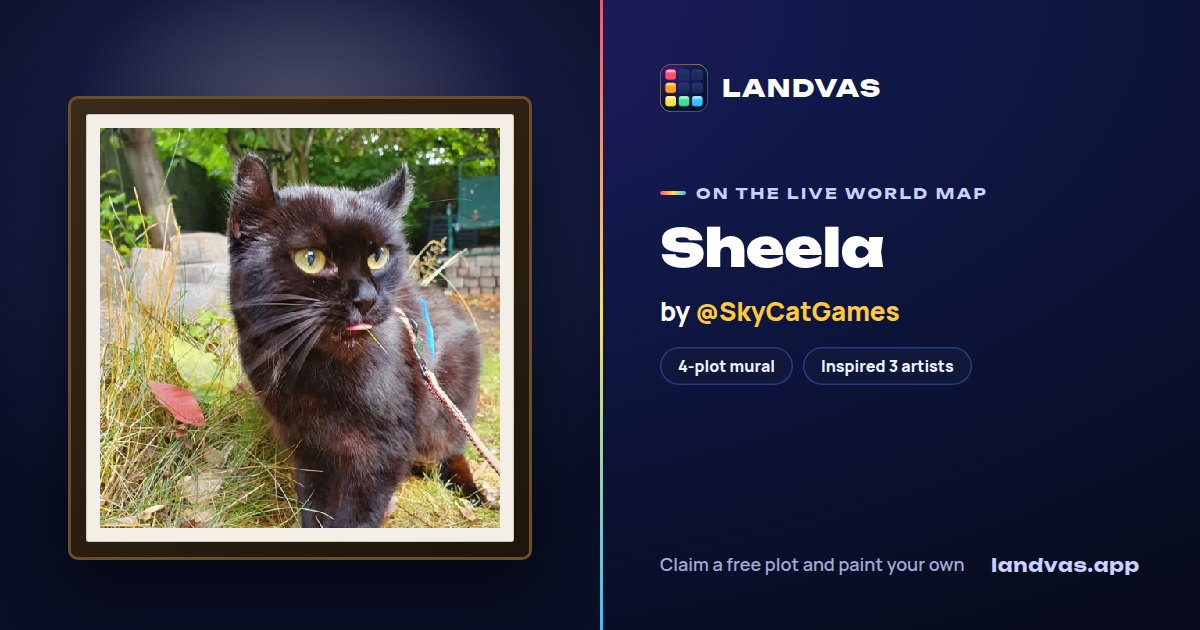 LANDVAS
ON THE LIVE WORLD MAP
Sheela
by @SkyCatGames
4-plot mural
Inspired 3 artists
Claim a free plot and paint your own
landvas.app